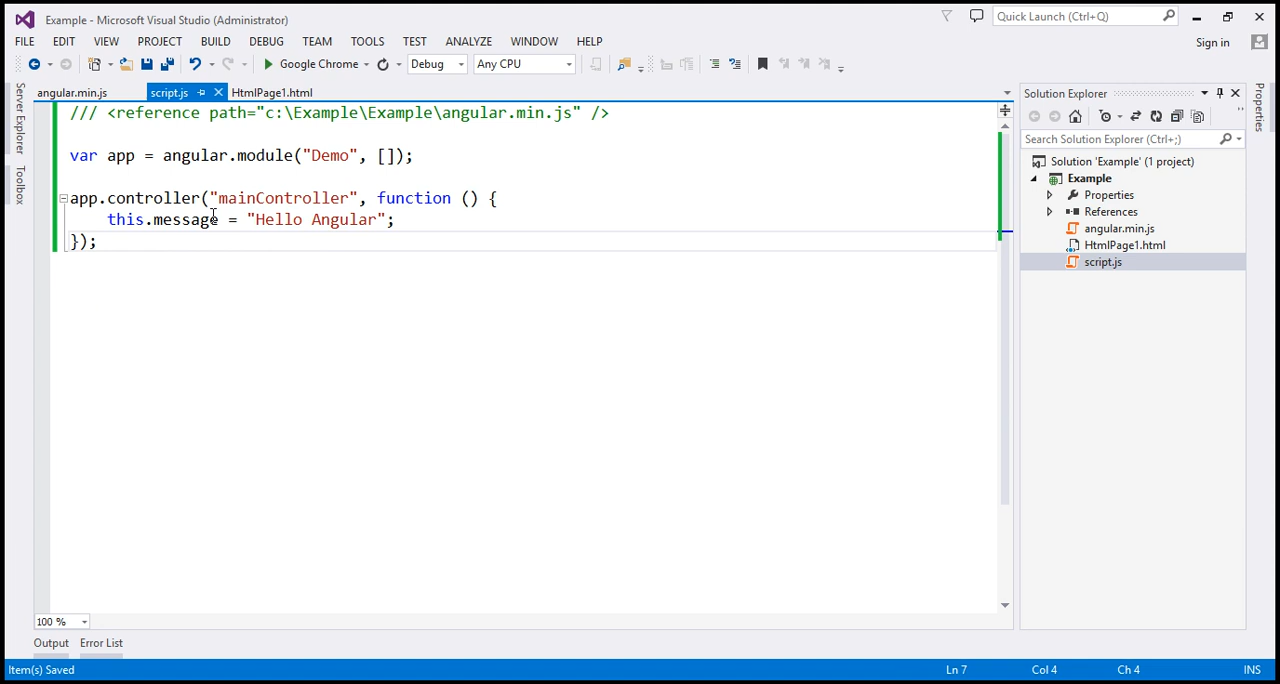 Example - Microsoft Visual Studio (Administrator)
Quick Launch (Ctrl+Q)
FILE EDIT VIEW PROJECT BUILD DEBUG TEAM TOOLS TEST ANALYZE WINDOW HELP
Sign in
Google Chrome Debug Any CPU
Server Explorer
Toolbox
angular.min.js script.js HtmlPage1.html
/// <reference path="c:\Example\Example\angular.min.js" />
var app = angular.module("Demo", []);
app.controller("mainController", function () {
this.message = "Hello Angular";
});
Solution Explorer
Search Solution Explorer (Ctrl+;)
Solution 'Example' (1 project)
Example
Properties
References
angular.min.js
HtmlPage1.html
script.js
Properties
100 %
Output Error List
Item(s) Saved
Ln 7 Col 4 Ch 4 INS